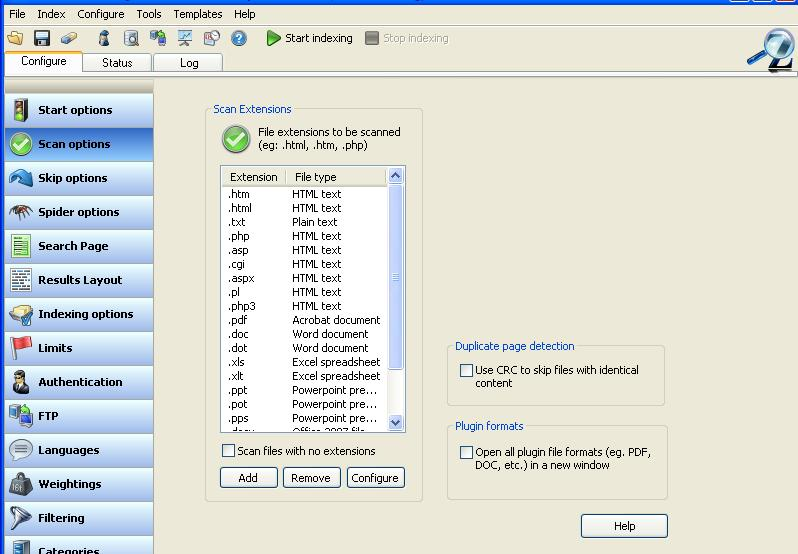 File Index Configure Tools Templates Help
Start indexing Stop indexing
Configure Status Log
Start options
Scan options
Skip options
Spider options
Search Page
Results Layout
Indexing options
Limits
Authentication
FTP
Languages
Weightings
Filtering
Categories
Scan Extensions
File extensions to be scanned
(eg: .html, .htm, .php)
Extension File type
.htm HTML text
.html HTML text
.txt Plain text
.php HTML text
.asp HTML text
.cgi HTML text
.aspx HTML text
.pl HTML text
.php3 HTML text
.pdf Acrobat document
.doc Word document
.dot Word document
.xls Excel spreadsheet
.xlt Excel spreadsheet
.ppt Powerpoint pre...
.pot Powerpoint pre...
.pps Powerpoint pre...
.docx Office 2007 file
Scan files with no extensions
Add Remove Configure
Duplicate page detection
Use CRC to skip files with identical
content
Plugin formats
Open all plugin file formats (eg. PDF,
DOC, etc.) in a new window
Help